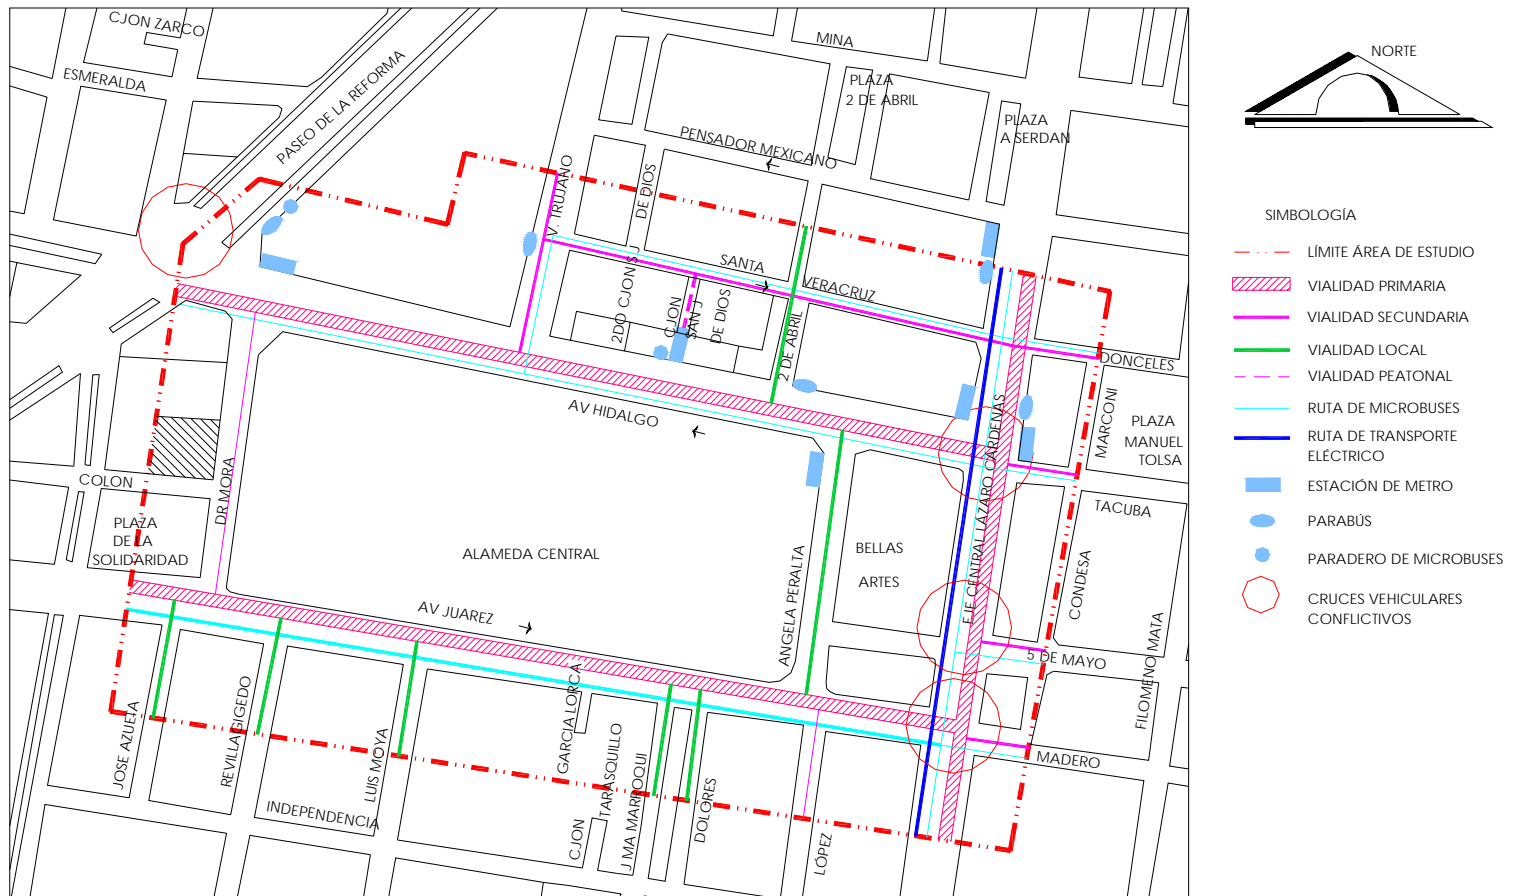 CJON ZARCO
ESMERALDA
PASEO DE LA REFORMA
MINA
PLAZA
2 DE ABRIL
PLAZA
A SERDAN
PENSADOR MEXICANO
V. TRUJANO
2DO CJON S J
DE DIOS
SANTA
VERACRUZ
CJON
SAN J
DE DIOS
2 DE ABRIL
DONCELES
MARCONI
PLAZA
MANUEL
TOLSA
AV HIDALGO
EJE CENTRAL LÁZARO CÁRDENAS
TACUBA
COLON
DR MORA
PLAZA
DE LA
SOLIDARIDAD
ALAMEDA CENTRAL
BELLAS
ARTES
ANGELA PERALTA
CONDESA
AV JUAREZ
5 DE MAYO
FILOMENO MATA
MADERO
JOSE AZUETA
REVILLAGIGEDO
LUIS MOYA
GARCIA LORCA
CJON
TARASQUILLO
J MA MARROQUI
DOLORES
LÓPEZ
INDEPENDENCIA
NORTE
SIMBOLOGÍA
LÍMITE ÁREA DE ESTUDIO
VIALIDAD PRIMARIA
VIALIDAD SECUNDARIA
VIALIDAD LOCAL
VIALIDAD PEATONAL
RUTA DE MICROBUSES
RUTA DE TRANSPORTE
ELÉCTRICO
ESTACIÓN DE METRO
PARABÚS
PARADERO DE MICROBUSES
CRUCES VEHICULARES
CONFLICTIVOS